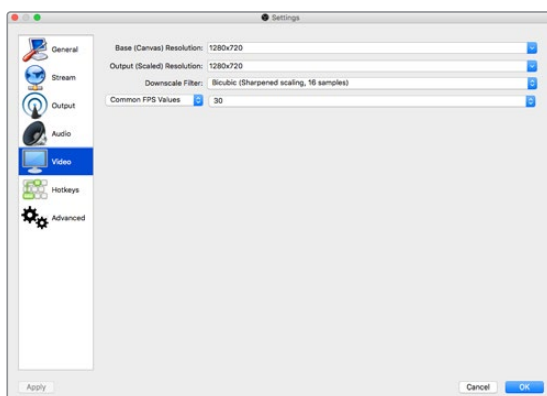 Settings
General
Stream
Output
Audio
Video
Hotkeys
Advanced
Base (Canvas) Resolution: 1280x720
Output (Scaled) Resolution: 1280x720
Downscale Filter: Bicubic (Sharpened scaling, 16 samples)
Common FPS Values 30
Apply Cancel OK